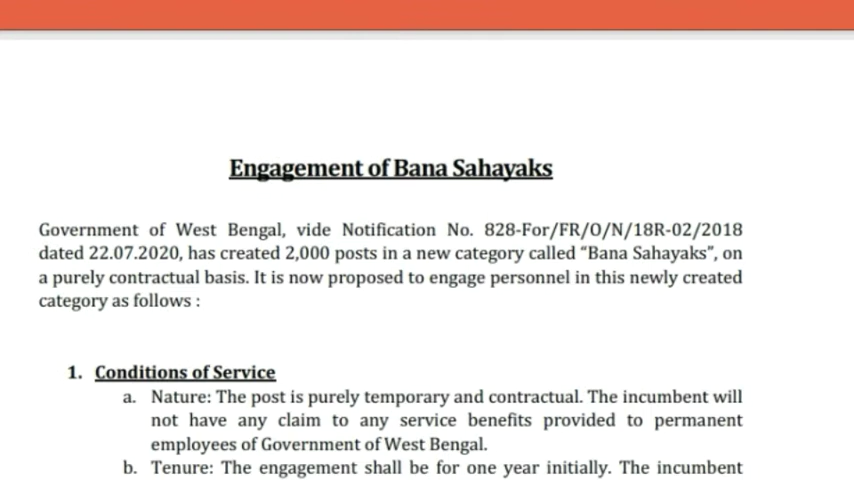 Engagement of Bana Sahayaks
Government of West Bengal, vide Notification No. 828-For/FR/O/N/18R-02/2018
dated 22.07.2020, has created 2,000 posts in a new category called “Bana Sahayaks”, on
a purely contractual basis. It is now proposed to engage personnel in this newly created
category as follows :
1. Conditions of Service
a. Nature: The post is purely temporary and contractual. The incumbent will
not have any claim to any service benefits provided to permanent
employees of Government of West Bengal.
b. Tenure: The engagement shall be for one year initially. The incumbent